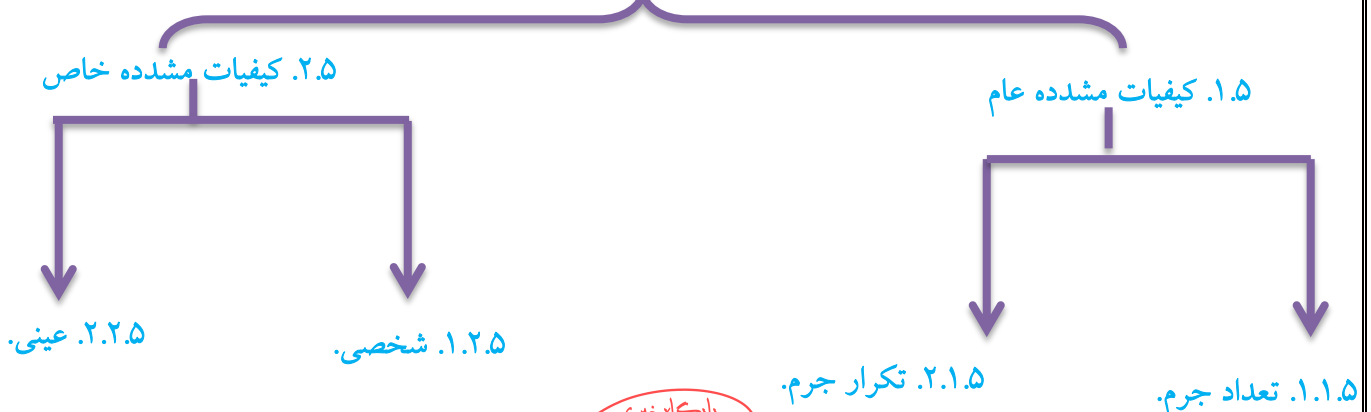 ۱.۵. کیفیات مشدده عام
۲.۵. کیفیات مشدده خاص
۱.۱.۵. تعداد جرم.
۲.۱.۵. تکرار جرم.
۱.۲.۵. شخصی.
۲.۲.۵. عینی.